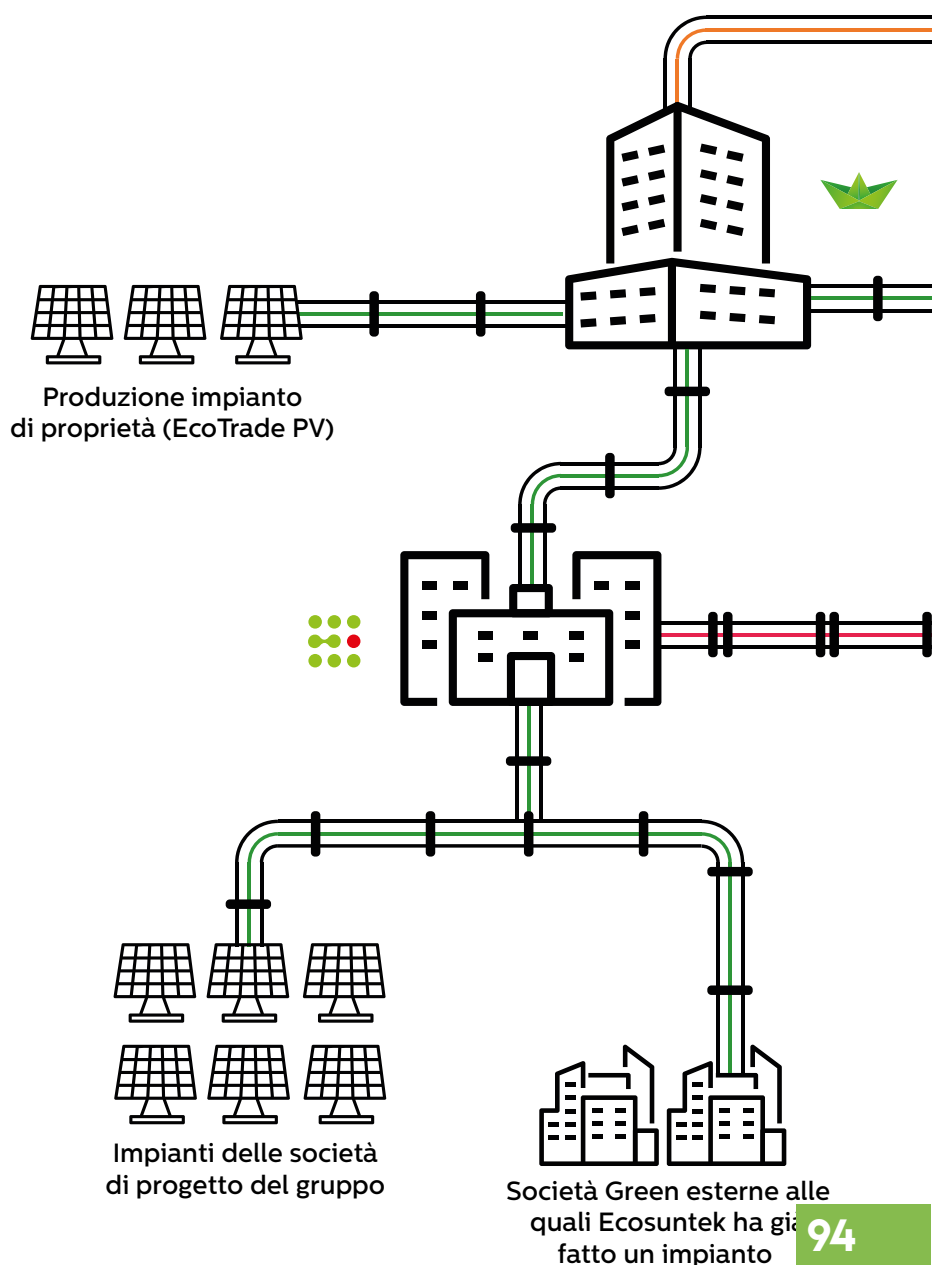 Produzione impianto
di proprietà (EcoTrade PV)
Impianti delle società
di progetto del gruppo
Società Green esterne alle
quali Ecosuntek ha già
fatto un impianto
94